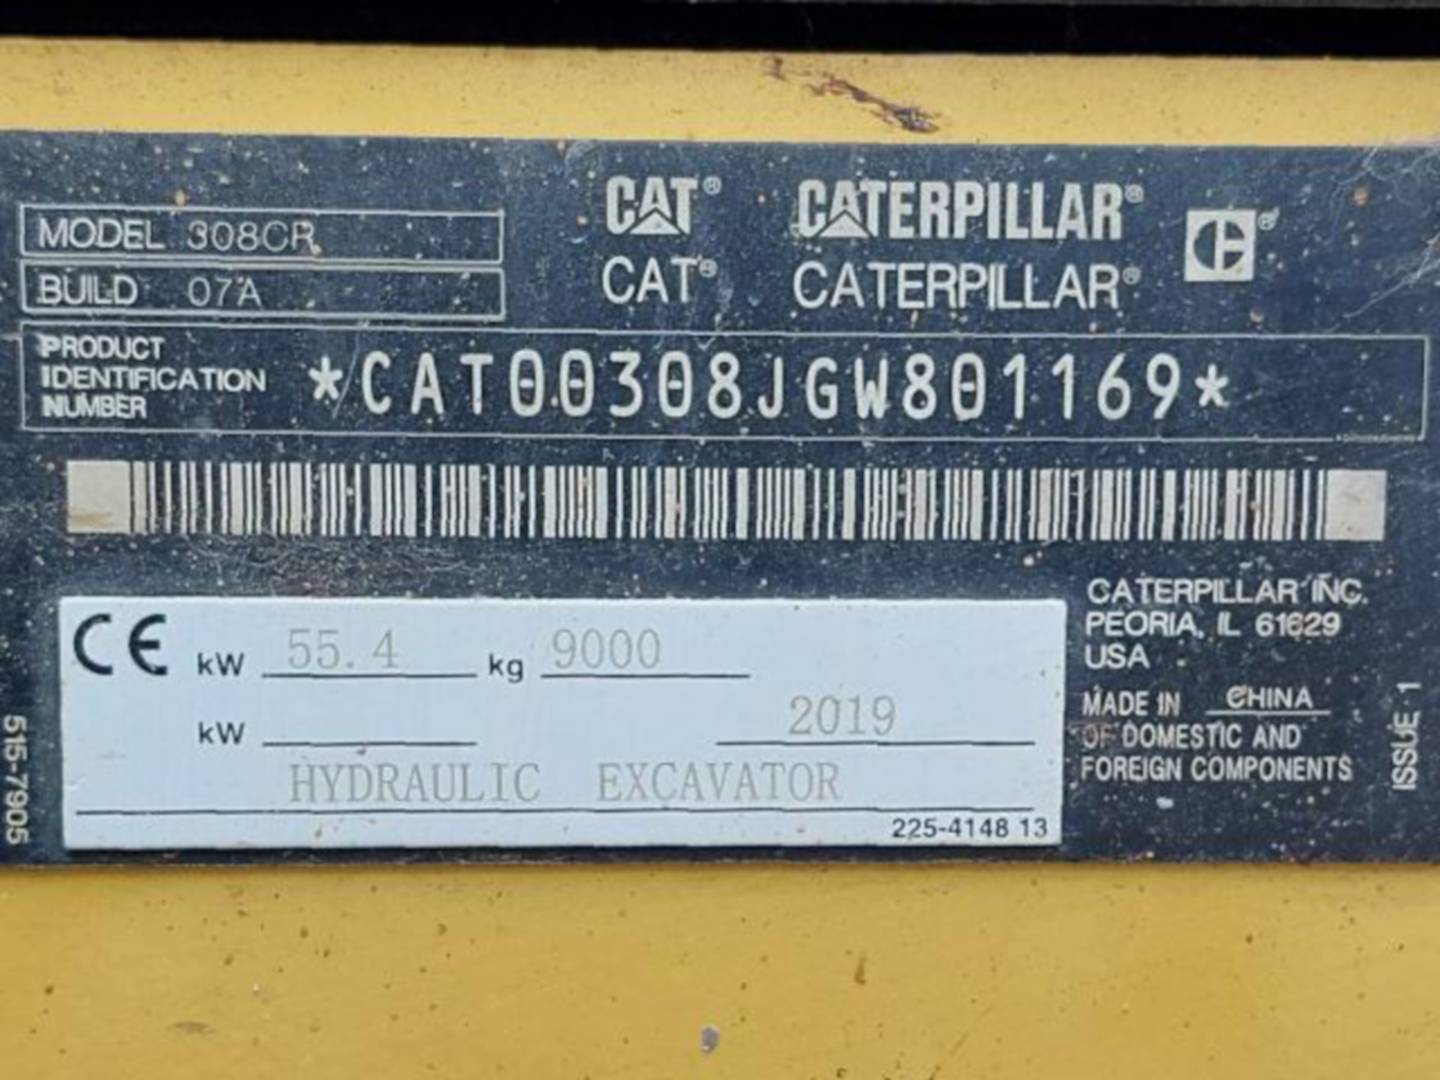 MODEL 308CR
BUILD 07A
CAT® CATERPILLAR®
CAT® CATERPILLAR®
PRODUCT
IDENTIFICATION
NUMBER
*CAT00308JGW801169*
CE kW 55.4 kg 9000
kW 2019
HYDRAULIC EXCAVATOR
225-4148 13
CATERPILLAR INC.
PEORIA, IL 61629
USA
MADE IN CHINA
OF DOMESTIC AND
FOREIGN COMPONENTS
515-7905
ISSUE 1